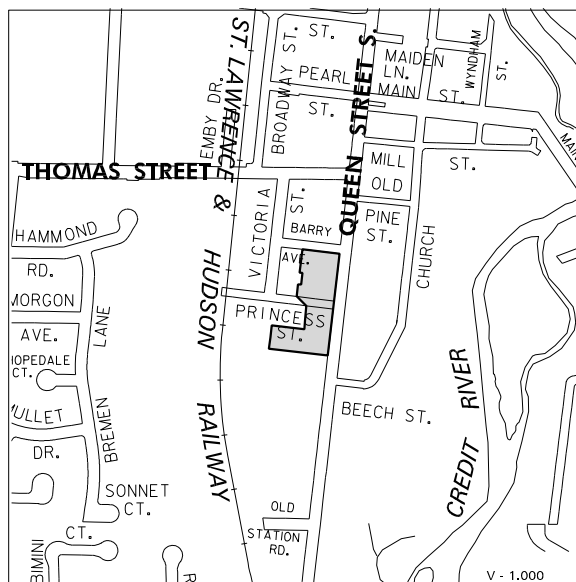 ST. LAWRENCE & HUDSON RAILWAY
EMBY DR.
BROADWAY ST.
ST.
QUEEN STREET S.
MAIDEN LN.
WYNDHAM ST.
PEARL ST.
MAIN ST.
THOMAS STREET
MILL ST.
OLD
PINE ST.
VICTORIA
ST.
BARRY AVE.
CHURCH
HAMMOND RD.
MORGON AVE.
LANE
BREMEN
PRINCESS ST.
BEECH ST.
CREDIT RIVER
DR.
SONNET CT.
CT.
BIMINI
R
OLD STATION RD.
V - 1.000